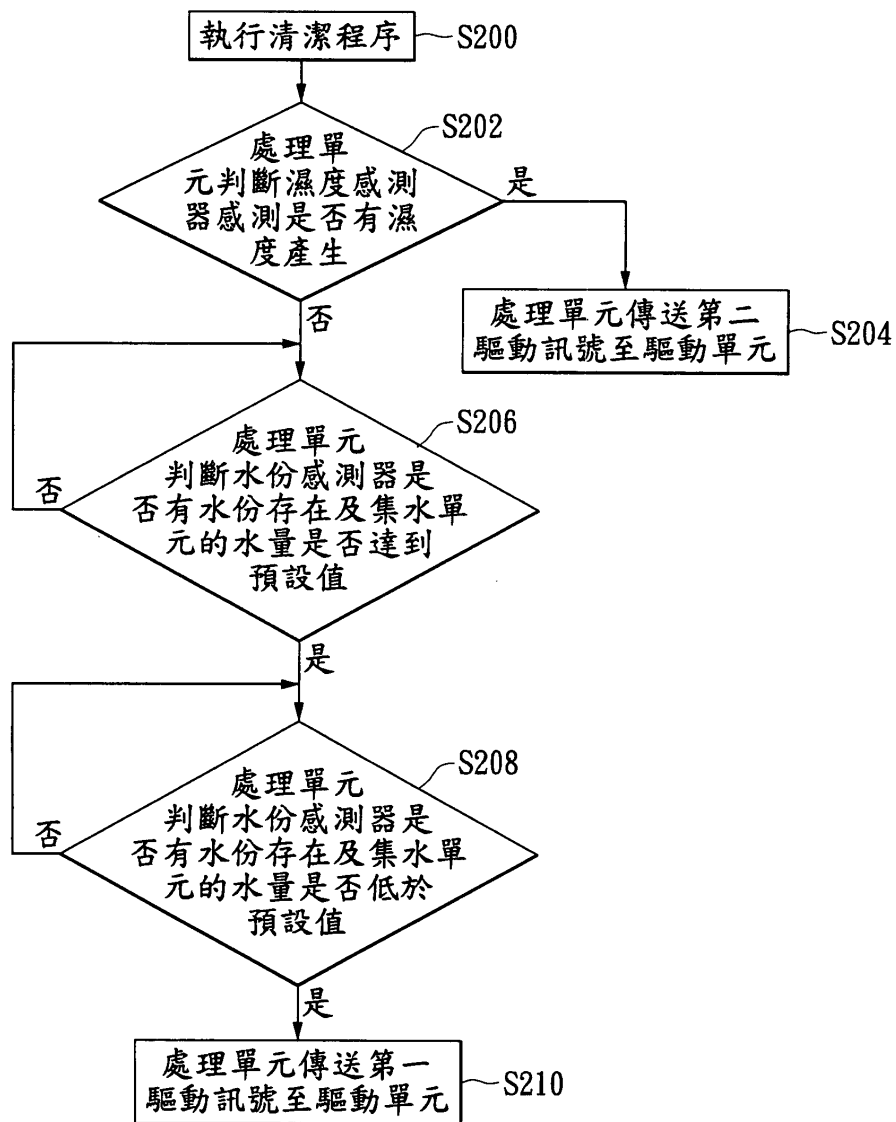 執行清潔程序
S200
S202
處理單
元判斷濕度感測
器感測是否有濕
度產生
是
否
處理單元傳送第二
驅動訊號至驅動單元
S204
S206
處理單元
判斷水份感測器是
否有水份存在及集水單
元的水量是否達到
預設值
否
是
S208
處理單元
判斷水份感測器是
否有水份存在及集水單
元的水量是否低於
預設值
否
是
處理單元傳送第一
驅動訊號至驅動單元
S210